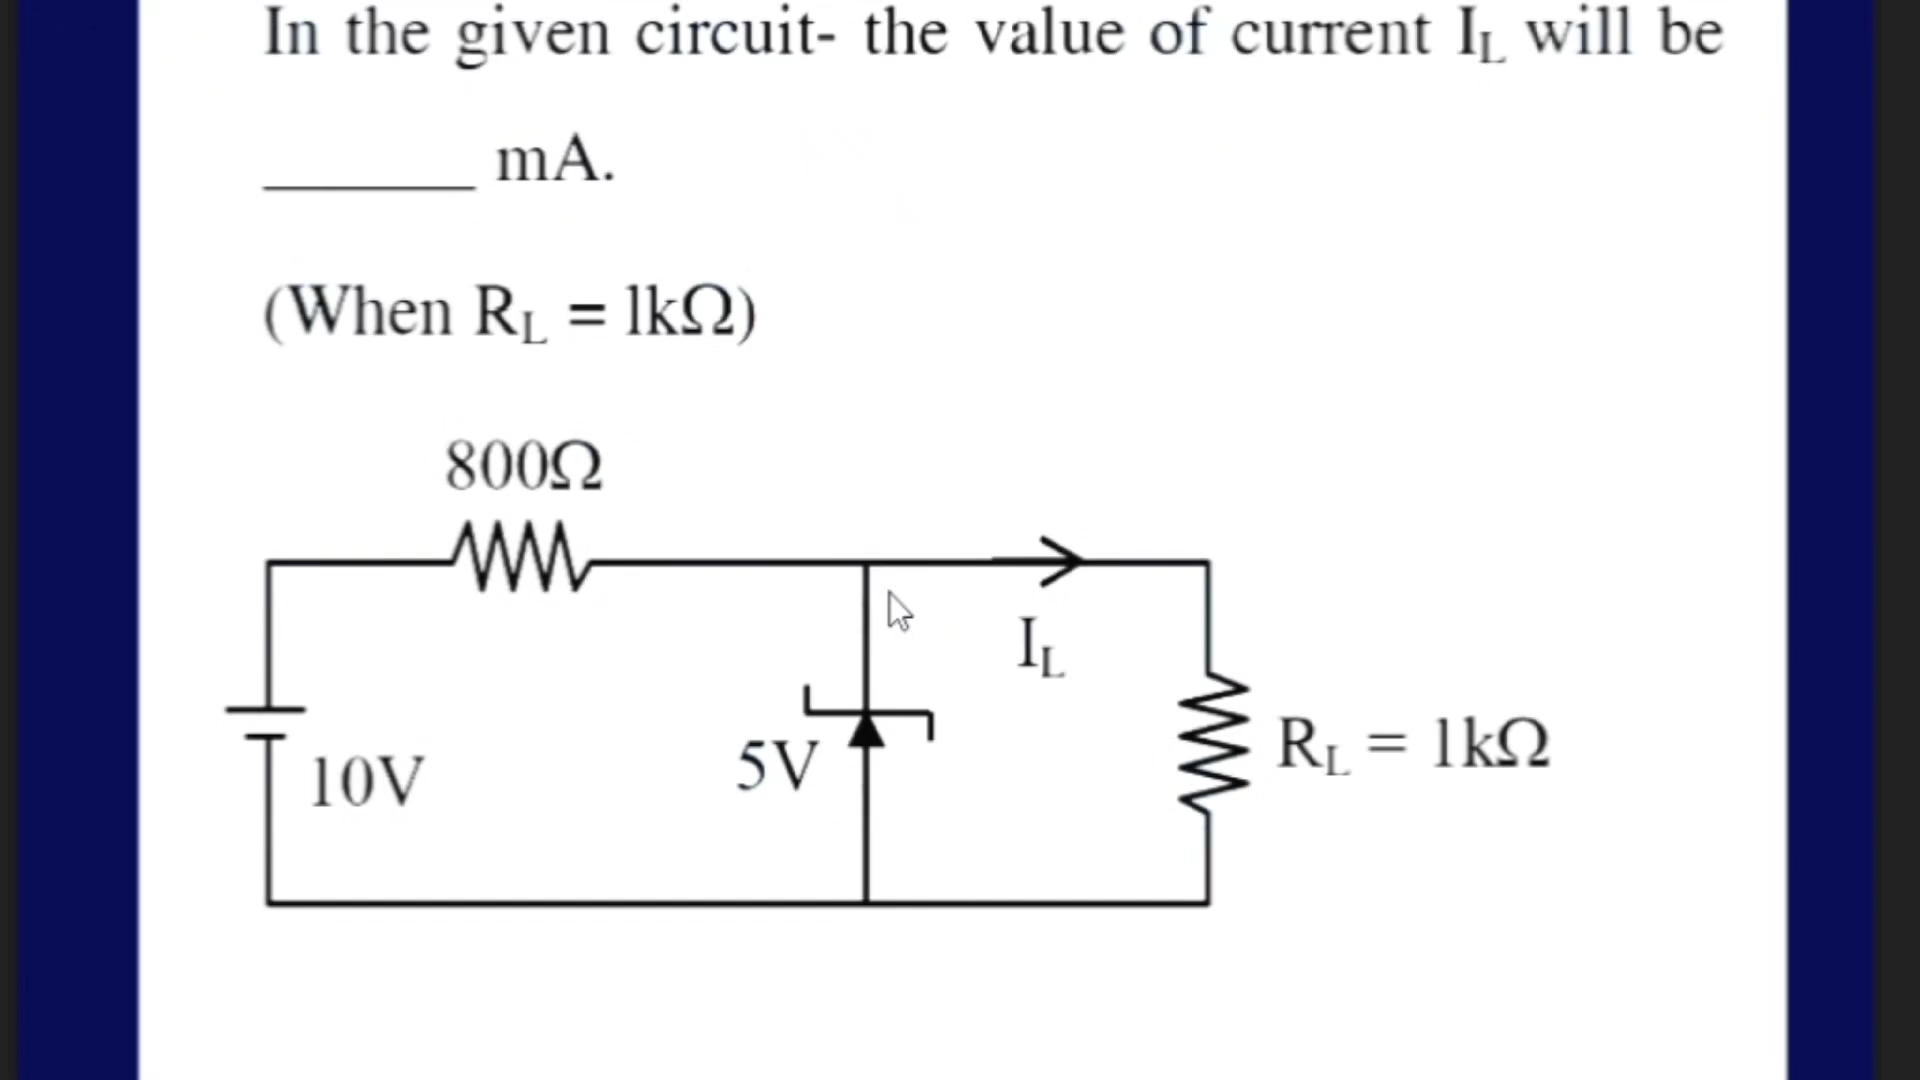 In the given circuit- the value of current I_L will be
______ mA.
(When R_L = 1kΩ)
800Ω
I_L
R_L = 1kΩ
5V
10V